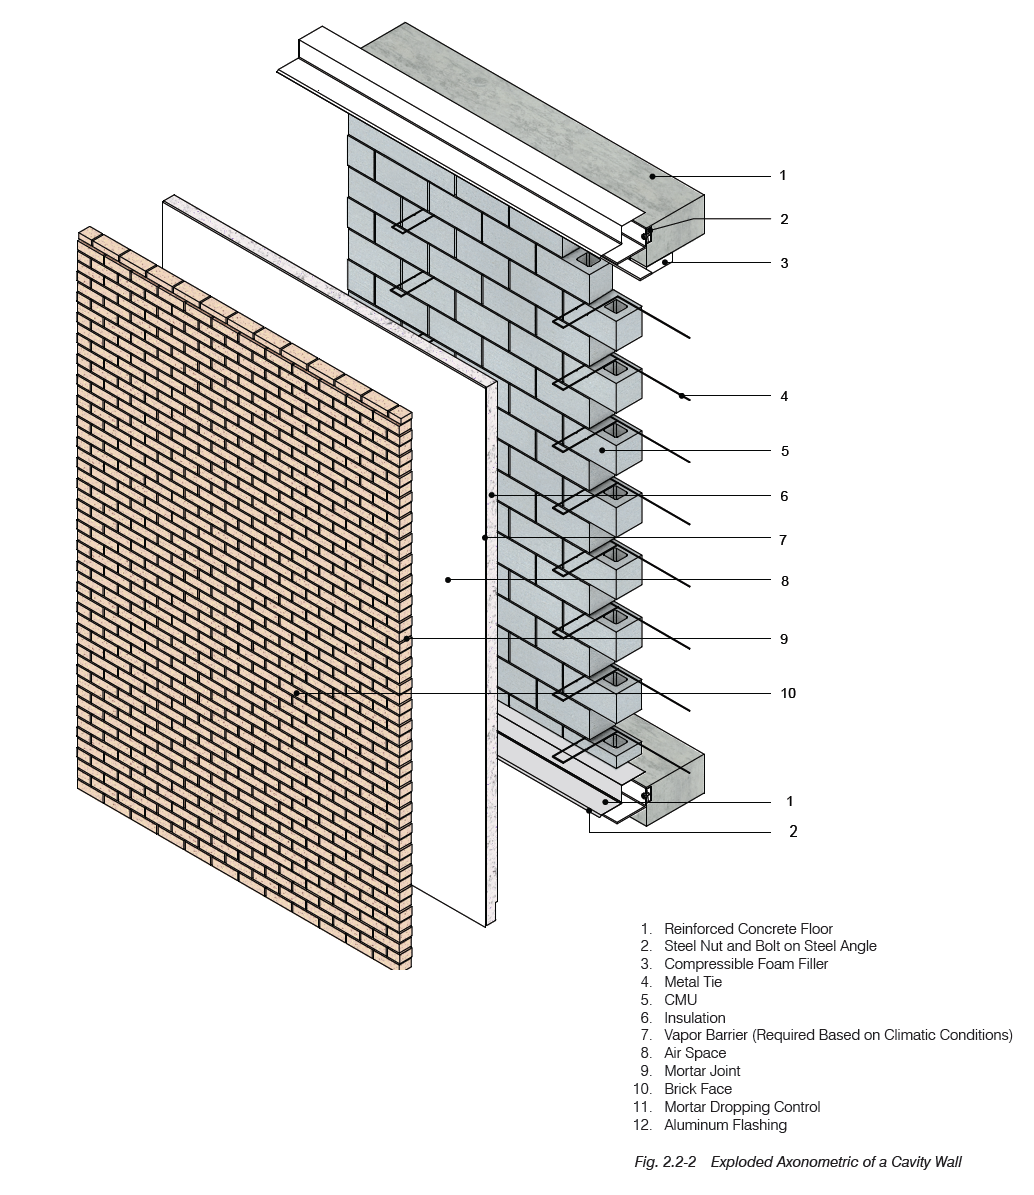 1
2
3
4
5
6
7
8
9
10
1
2
1. Reinforced Concrete Floor
2. Steel Nut and Bolt on Steel Angle
3. Compressible Foam Filler
4. Metal Tie
5. CMU
6. Insulation
7. Vapor Barrier (Required Based on Climatic Conditions)
8. Air Space
9. Mortar Joint
10. Brick Face
11. Mortar Dropping Control
12. Aluminum Flashing
Fig. 2.2-2 Exploded Axonometric of a Cavity Wall